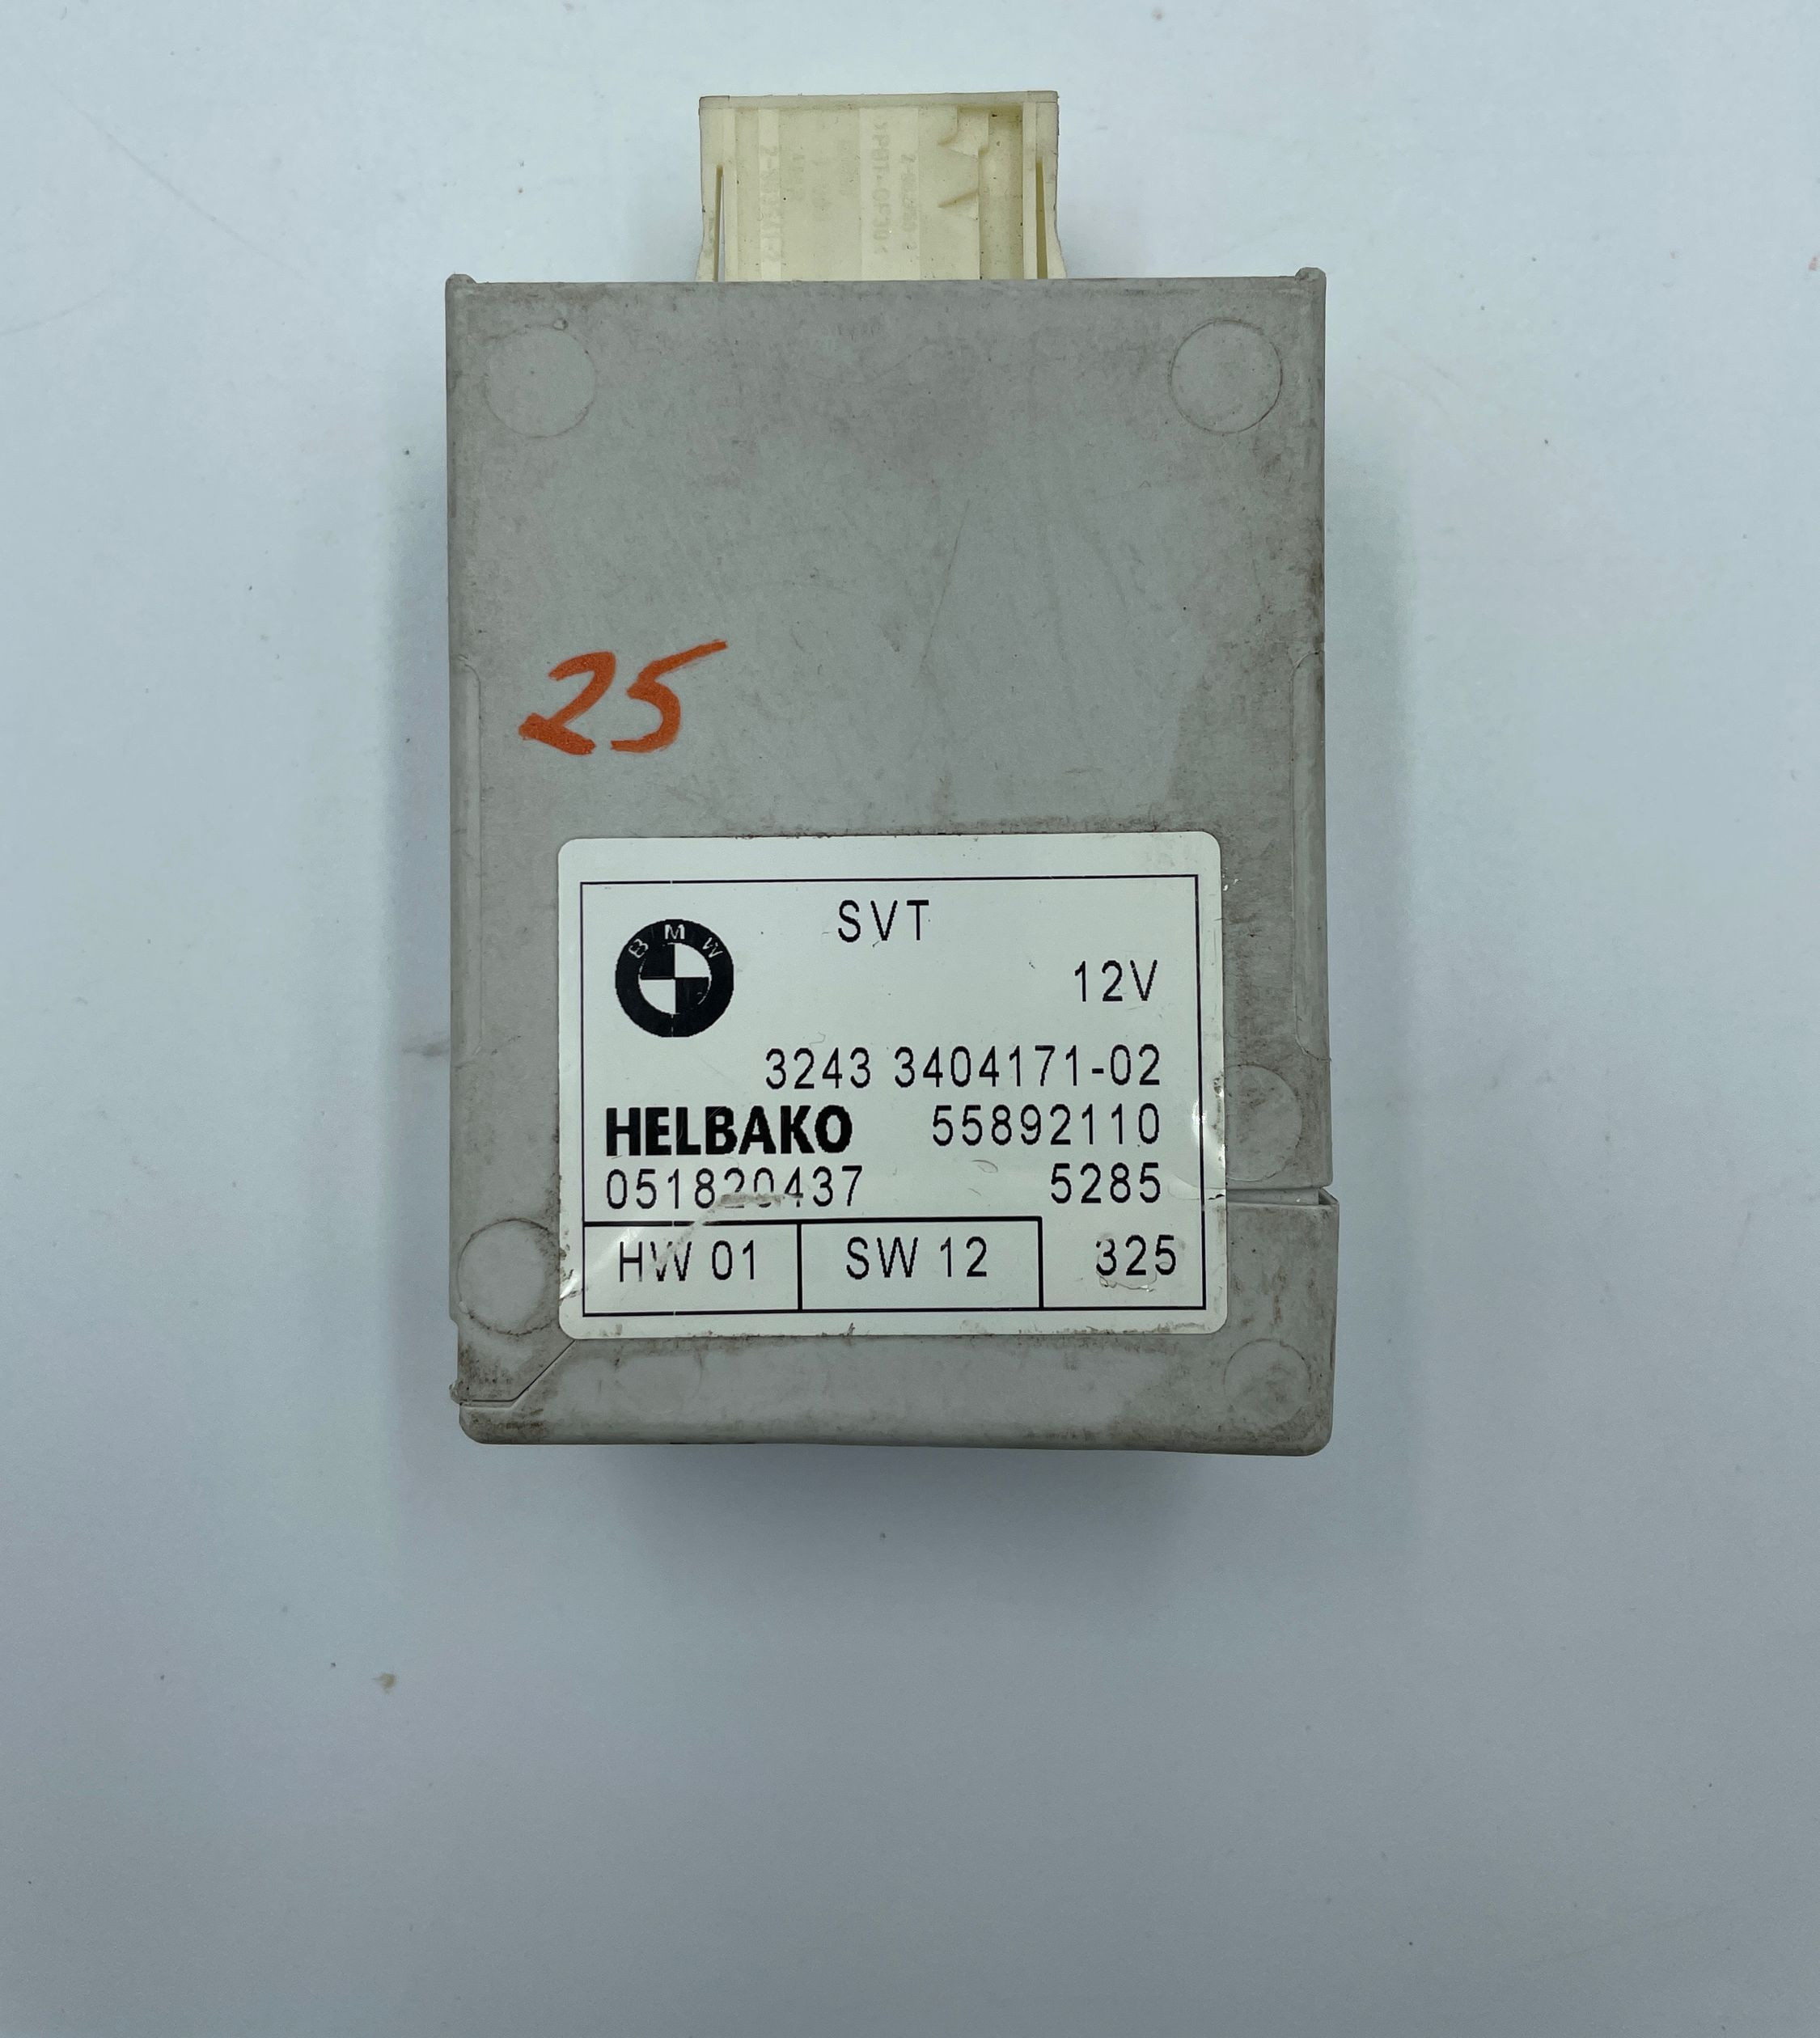 25
SVT
BMW
12V
3243 3404171-02
HELBAKO 55892110
051820437 5285
HW 01 SW 12 325